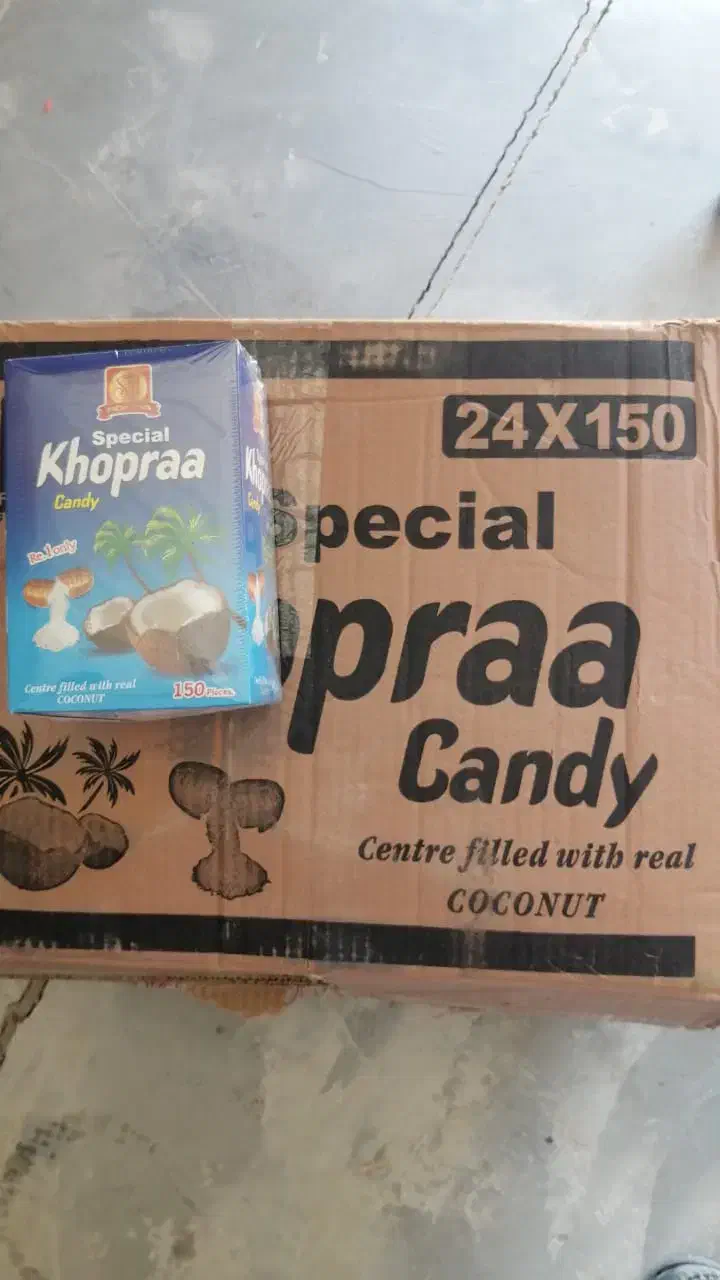 Special
Khopraa
Candy
Re.1 only
Centre filled with real
COCONUT
150 Pieces.
24X150
Special
opraa
Candy
Centre filled with real
COCONUT